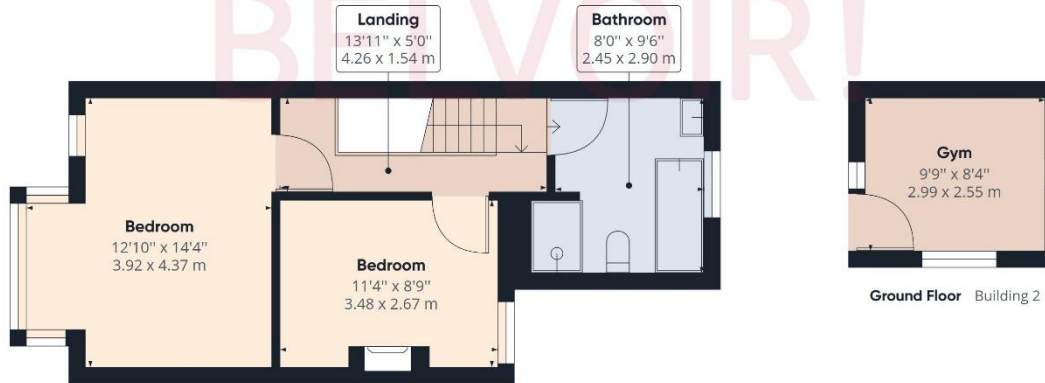 BELVOIR!
Landing
13'11" x 5'0"
4.26 x 1.54 m
Bathroom
8'0" x 9'6"
2.45 x 2.90 m
Bedroom
12'10" x 14'4"
3.92 x 4.37 m
Bedroom
11'4" x 8'9"
3.48 x 2.67 m
Gym
9'9" x 8'4"
2.99 x 2.55 m
Ground Floor Building 2